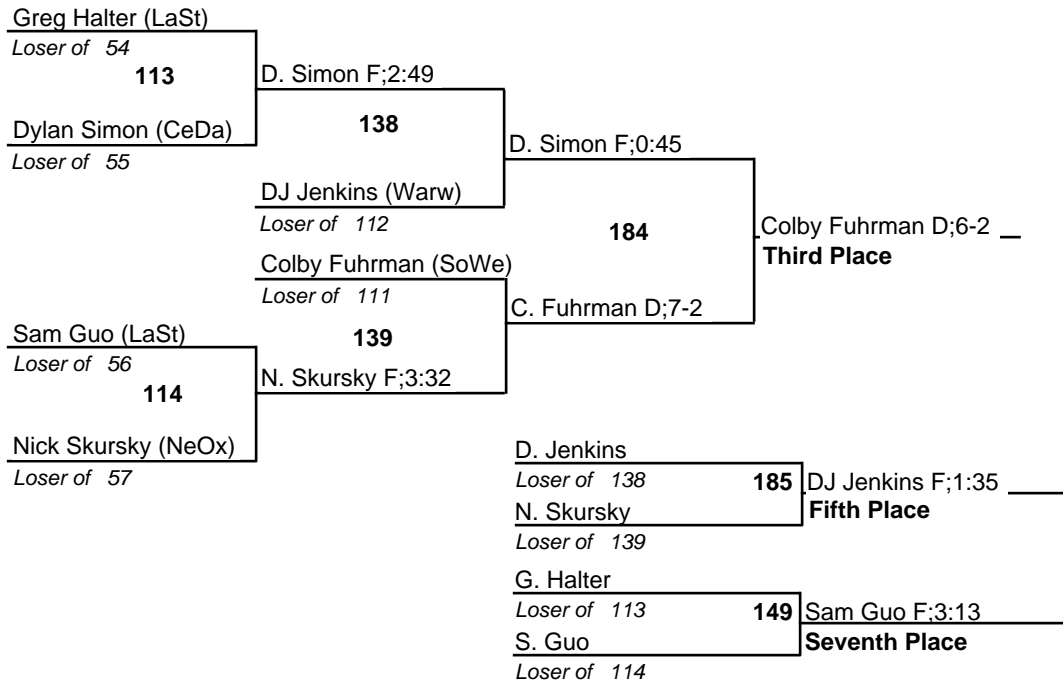 Greg Halter (LaSt)
Loser of 54
113
D. Simon F;2:49
Dylan Simon (CeDa)
Loser of 55
138
D. Simon F;0:45
DJ Jenkins (Warw)
Loser of 112
184
Colby Fuhrman D;6-2
Third Place
Colby Fuhrman (SoWe)
Loser of 111
C. Fuhrman D;7-2
Sam Guo (LaSt)
Loser of 56
139
114
N. Skursky F;3:32
Nick Skursky (NeOx)
Loser of 57
D. Jenkins
Loser of 138
185
DJ Jenkins F;1:35
Fifth Place
N. Skursky
Loser of 139
G. Halter
Loser of 113
149
Sam Guo F;3:13
Seventh Place
S. Guo
Loser of 114